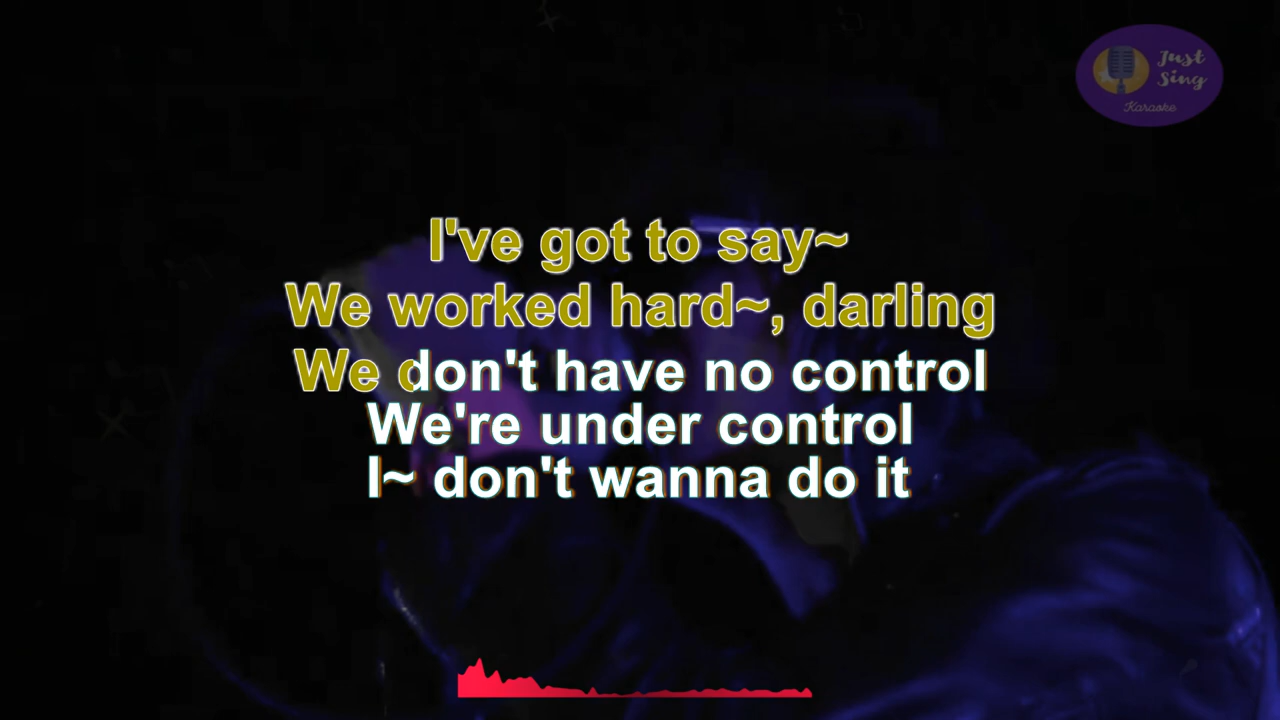 Just
Sing
Karaoke
I've got to say~
We worked hard~, darling
We don't have no control
We're under control
I~ don't wanna do it